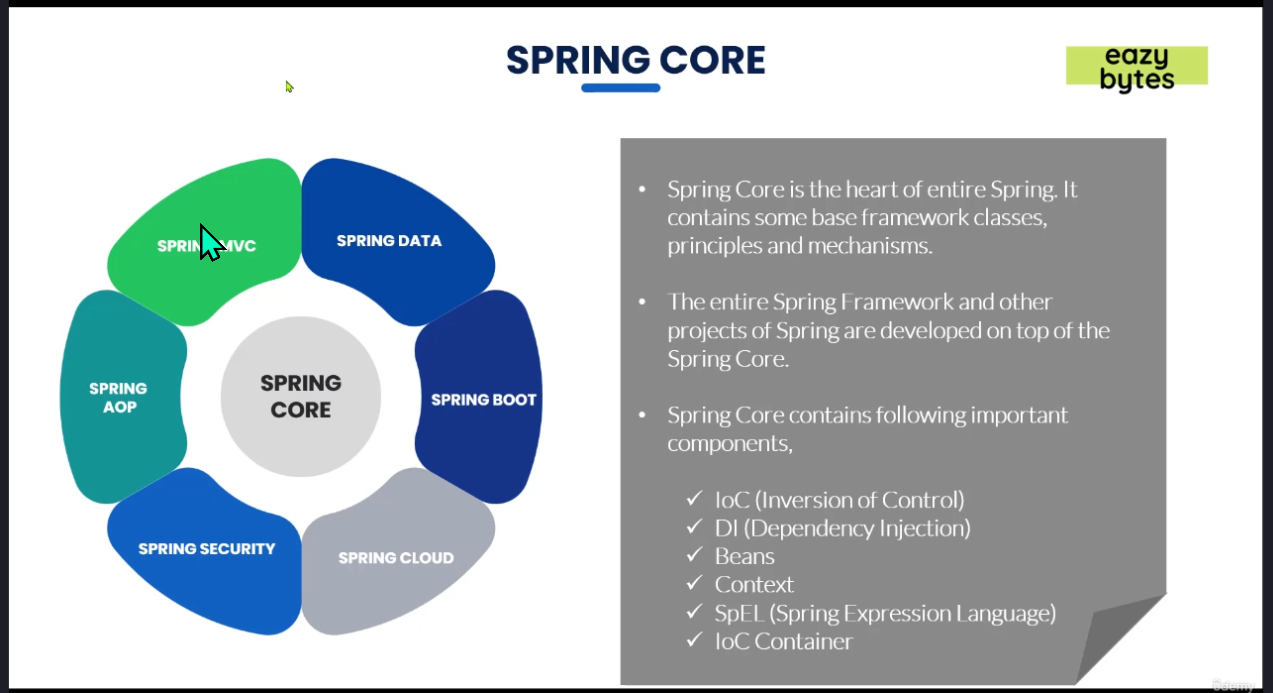 SPRING CORE
eazy
bytes
SPRING MVC
SPRING DATA
SPRING
AOP
SPRING
CORE
SPRING BOOT
SPRING SECURITY
SPRING CLOUD
• Spring Core is the heart of entire Spring. It
contains some base framework classes,
principles and mechanisms.
• The entire Spring Framework and other
projects of Spring are developed on top of the
Spring Core.
• Spring Core contains following important
components,
✓ IoC (Inversion of Control)
✓ DI (Dependency Injection)
✓ Beans
✓ Context
✓ SpEL (Spring Expression Language)
✓ IoC Container
Udemy